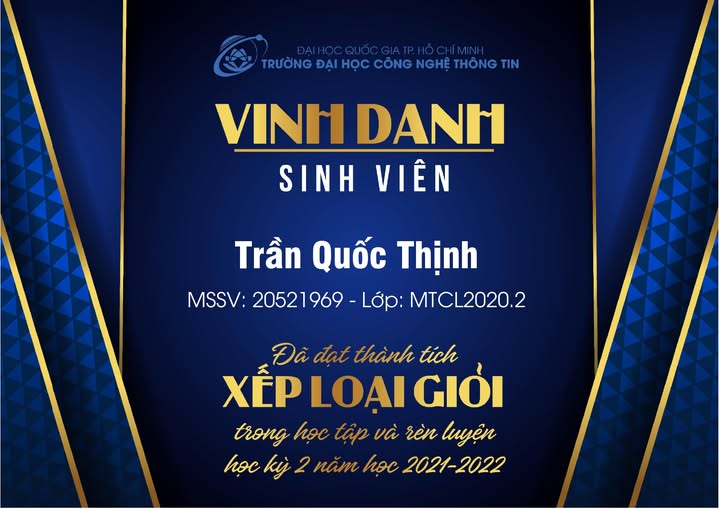 ĐẠI HỌC QUỐC GIA TP. HỒ CHÍ MINH
TRƯỜNG ĐẠI HỌC CÔNG NGHỆ THÔNG TIN
VINH DANH
SINH VIÊN
Trần Quốc Thịnh
MSSV: 20521969 - Lớp: MTCL2020.2
Đã đạt thành tích
XẾP LOẠI GIỎI
trong học tập và rèn luyện
học kỳ 2 năm học 2021-2022